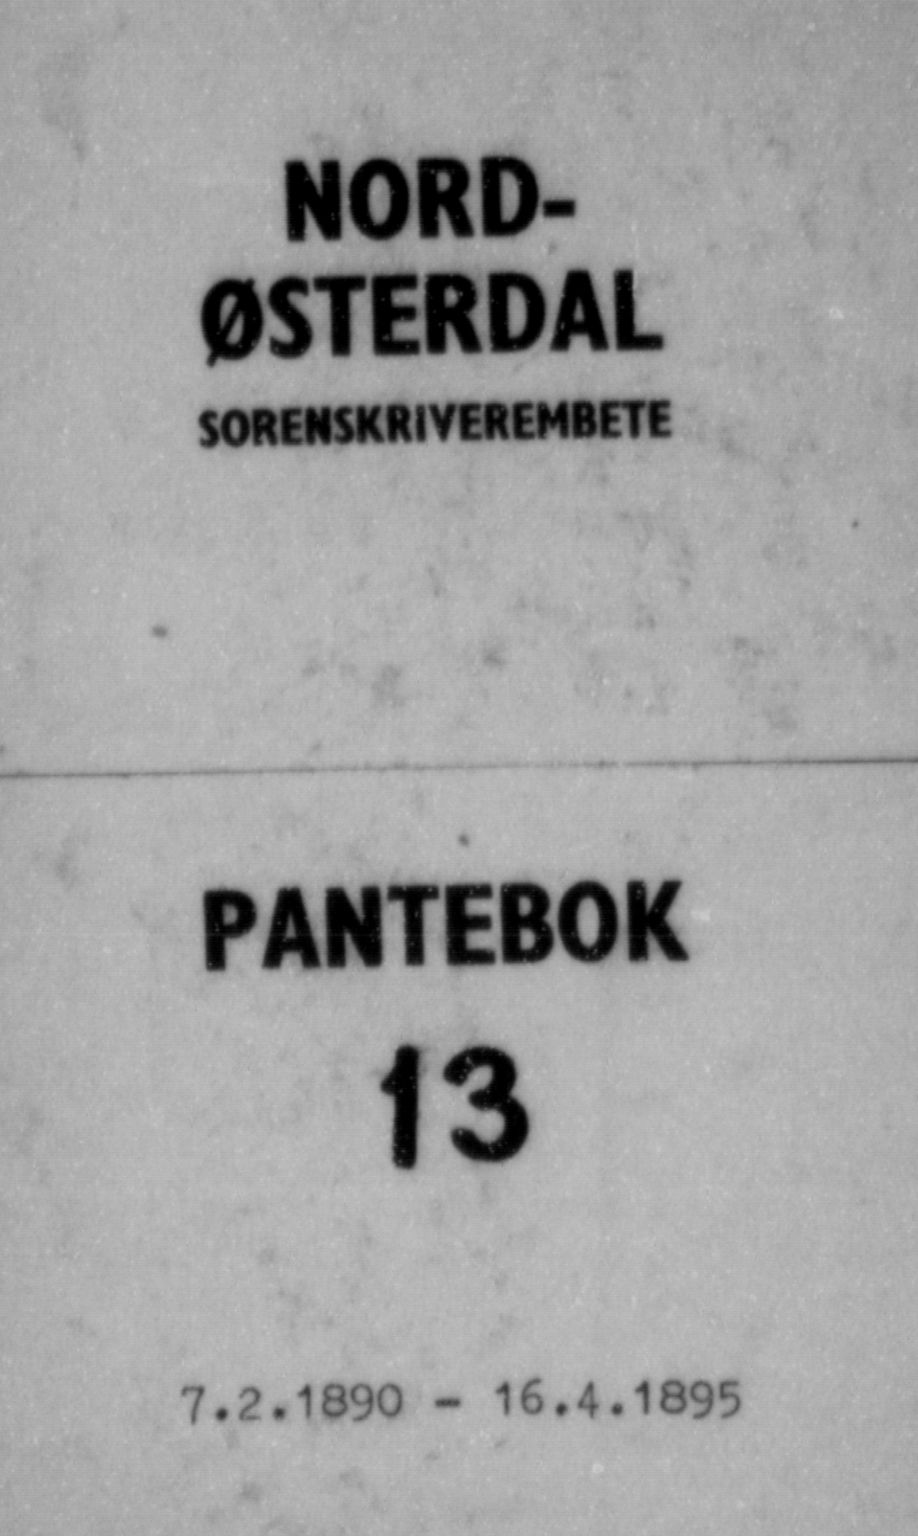 NORD-
ØSTERDAL
SORENSKRIVEREMBETE
PANTEBOK
13
7.2.1890 - 16.4.1895